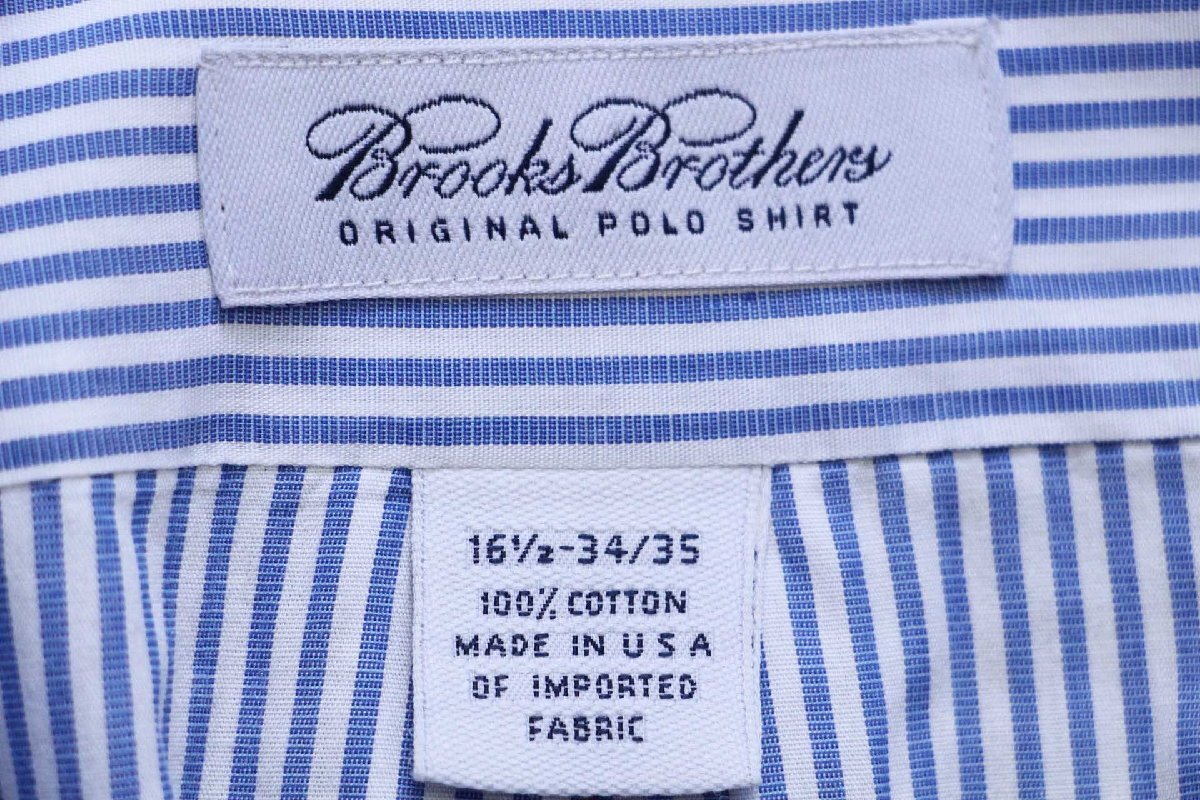 Brooks Brothers
ORIGINAL POLO SHIRT
16½-34/35
100% COTTON
MADE IN U S A
OF IMPORTED
FABRIC